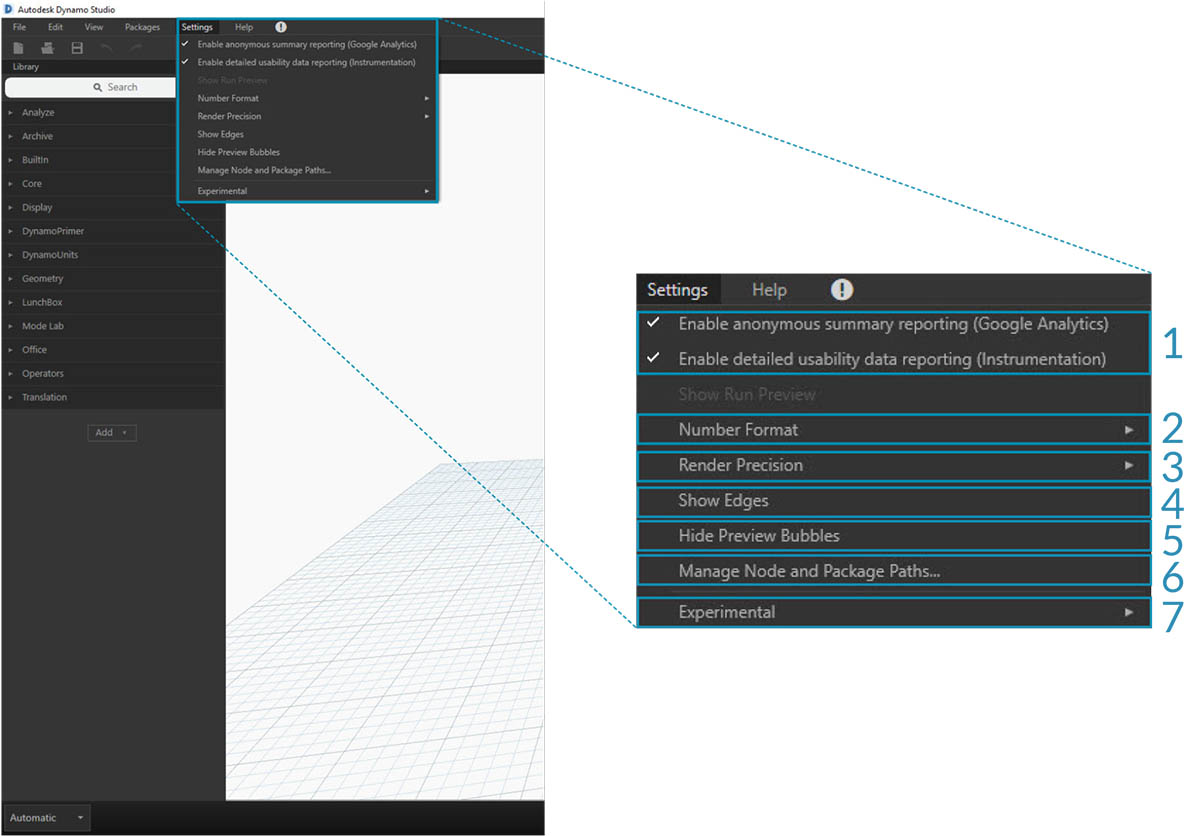 Autodesk Dynamo Studio
File Edit View Packages Settings Help
Enable anonymous summary reporting (Google Analytics)
Enable detailed usability data reporting (Instrumentation)
Show Run Preview
Number Format
Render Precision
Show Edges
Hide Preview Bubbles
Manage Node and Package Paths...
Experimental
Library
Search
Analyze
Archive
BuiltIn
Core
Display
DynamoPrimer
DynamoUnits
Geometry
LunchBox
Mode Lab
Office
Operators
Translation
Add
Automatic
Settings Help
Enable anonymous summary reporting (Google Analytics)
Enable detailed usability data reporting (Instrumentation)
1
Show Run Preview
Number Format 2
Render Precision 3
Show Edges 4
Hide Preview Bubbles 5
Manage Node and Package Paths... 6
Experimental 7